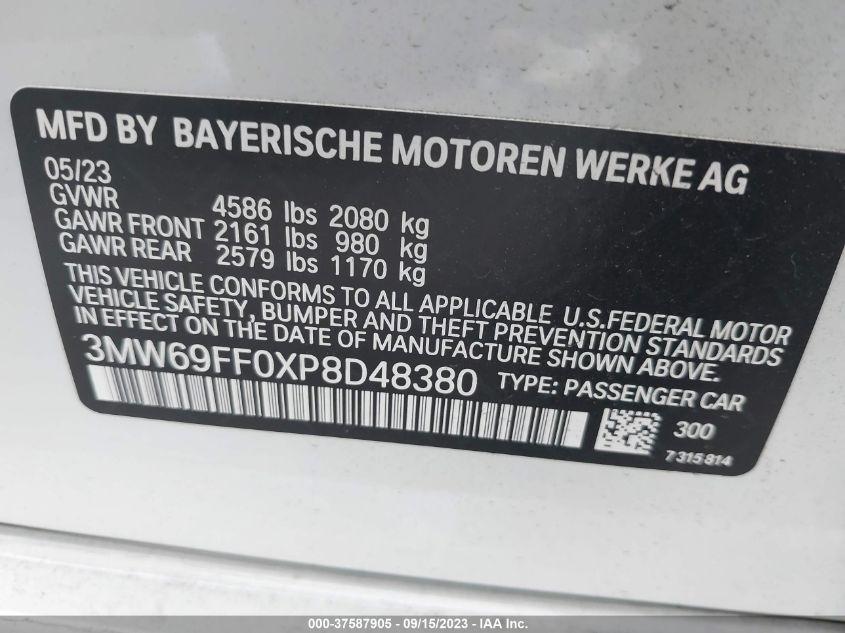 MFD BY BAYERISCHE MOTOREN WERKE AG
05/23
GVWR 4586 lbs 2080 kg
GAWR FRONT 2161 lbs 980 kg
GAWR REAR 2579 lbs 1170 kg
THIS VEHICLE CONFORMS TO ALL APPLICABLE U.S.FEDERAL MOTOR
VEHICLE SAFETY, BUMPER AND THEFT PREVENTION STANDARDS
IN EFFECT ON THE DATE OF MANUFACTURE SHOWN ABOVE.
3MW69FF0XP8D48380 TYPE: PASSENGER CAR
300
7315814
000-37587905 - 09/15/2023 - IAA Inc.